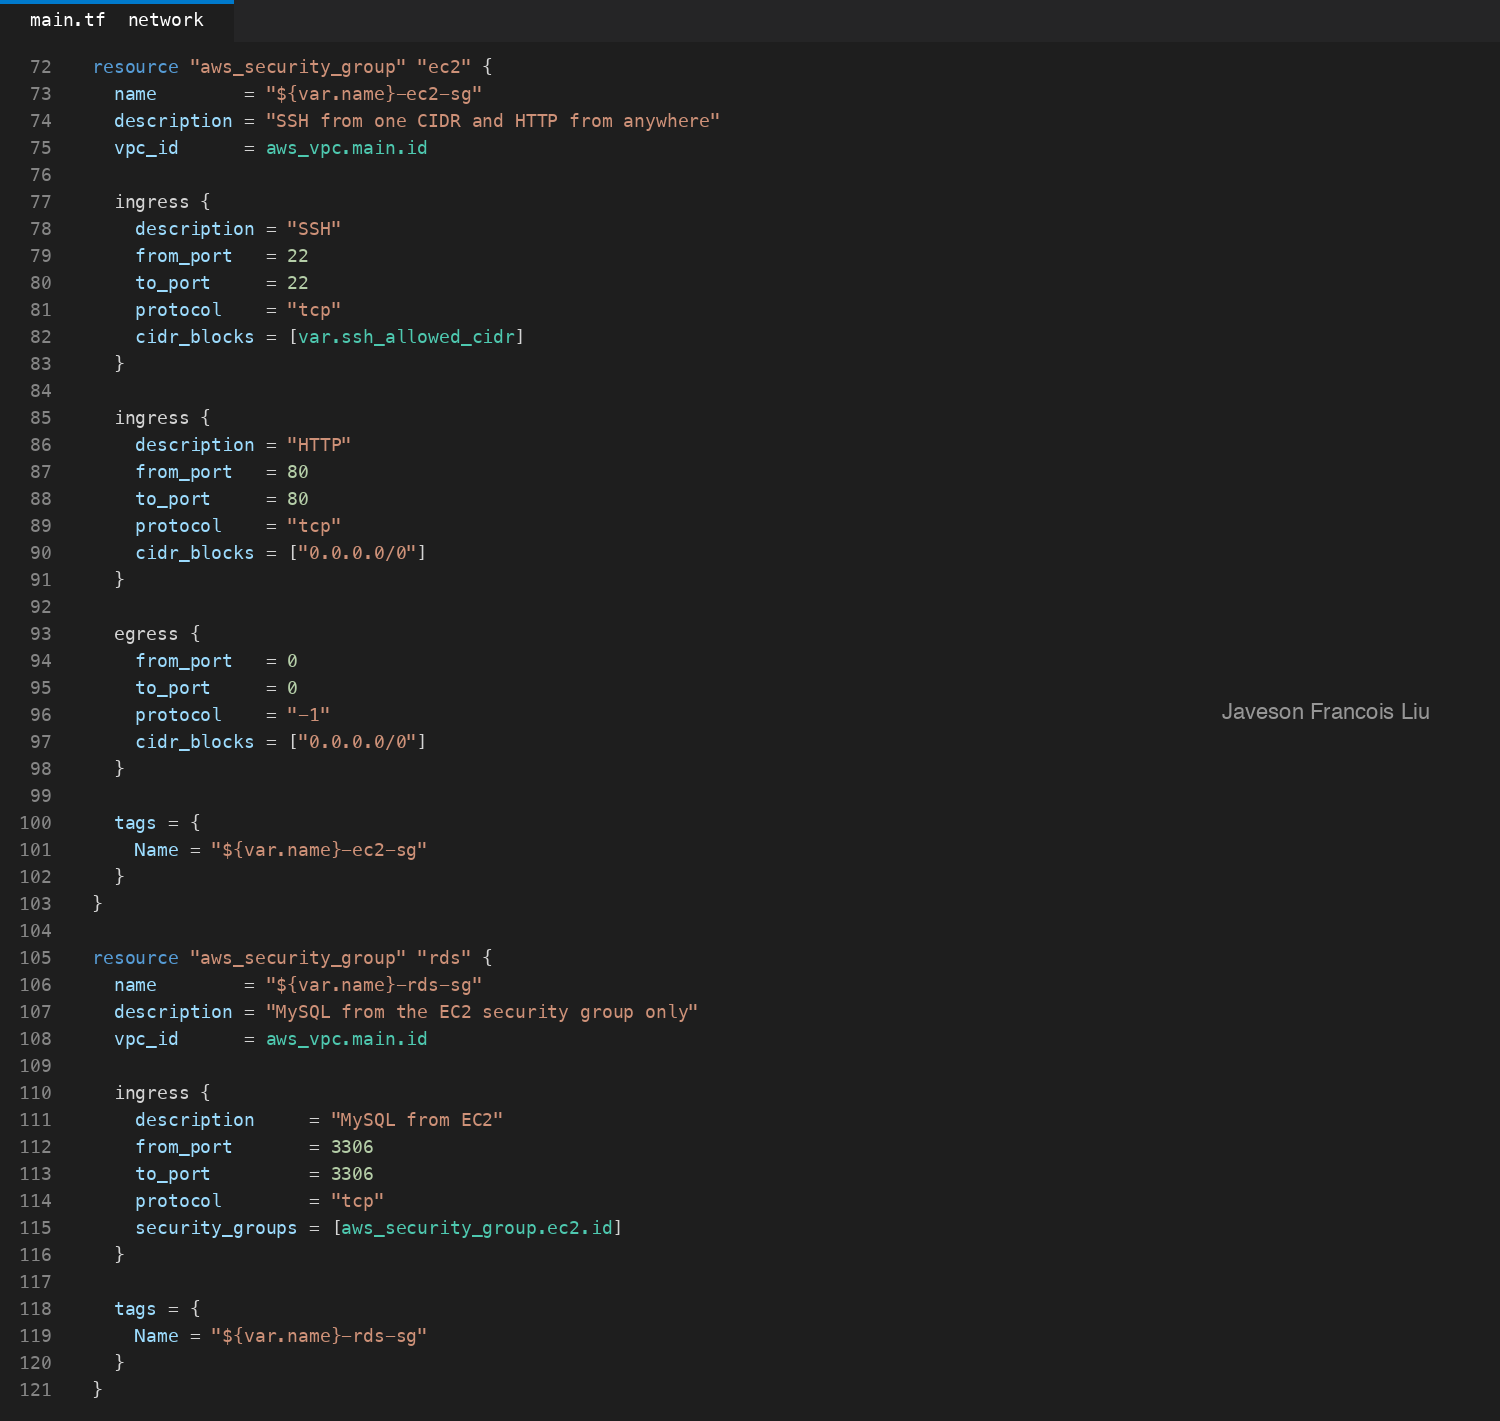 main.tf  network
72  resource "aws_security_group" "ec2" {
73    name        = "${var.name}-ec2-sg"
74    description = "SSH from one CIDR and HTTP from anywhere"
75    vpc_id      = aws_vpc.main.id
76
77    ingress {
78      description = "SSH"
79      from_port   = 22
80      to_port     = 22
81      protocol    = "tcp"
82      cidr_blocks = [var.ssh_allowed_cidr]
83    }
84
85    ingress {
86      description = "HTTP"
87      from_port   = 80
88      to_port     = 80
89      protocol    = "tcp"
90      cidr_blocks = ["0.0.0.0/0"]
91    }
92
93    egress {
94      from_port   = 0
95      to_port     = 0
96      protocol    = "-1"
Javeson Francois Liu
97      cidr_blocks = ["0.0.0.0/0"]
98    }
99
100    tags = {
101      Name = "${var.name}-ec2-sg"
102    }
103  }
104
105  resource "aws_security_group" "rds" {
106    name        = "${var.name}-rds-sg"
107    description = "MySQL from the EC2 security group only"
108    vpc_id      = aws_vpc.main.id
109
110    ingress {
111      description     = "MySQL from EC2"
112      from_port       = 3306
113      to_port         = 3306
114      protocol        = "tcp"
115      security_groups = [aws_security_group.ec2.id]
116    }
117
118    tags = {
119      Name = "${var.name}-rds-sg"
120    }
121  }